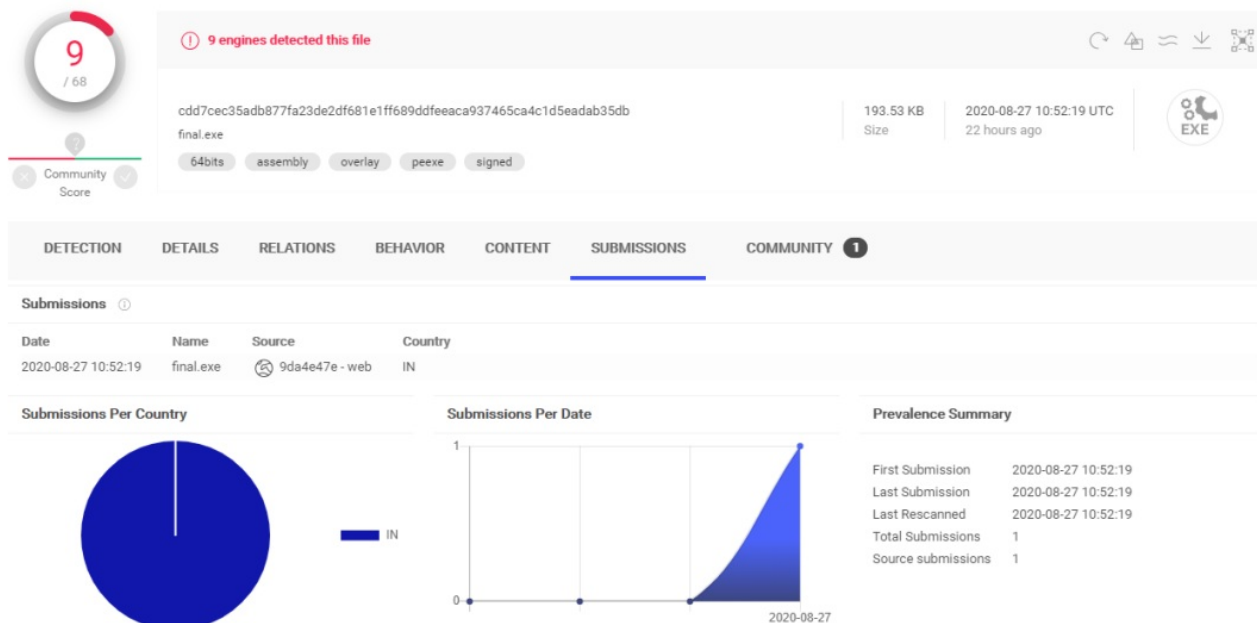 9
/ 68
?
Community
Score
9 engines detected this file
cdd7cec35adb877fa23de2df681e1ff689ddfeeaca937465ca4c1d5eadab35db
final.exe
64bits assembly overlay peexe signed
193.53 KB
Size
2020-08-27 10:52:19 UTC
22 hours ago
EXE
DETECTION DETAILS RELATIONS BEHAVIOR CONTENT SUBMISSIONS COMMUNITY 1
Submissions
Date Name Source Country
2020-08-27 10:52:19 final.exe 9da4e47e - web IN
Submissions Per Country
IN
Submissions Per Date
1
0
2020-08-27
Prevalence Summary
First Submission 2020-08-27 10:52:19
Last Submission 2020-08-27 10:52:19
Last Rescanned 2020-08-27 10:52:19
Total Submissions 1
Source submissions 1